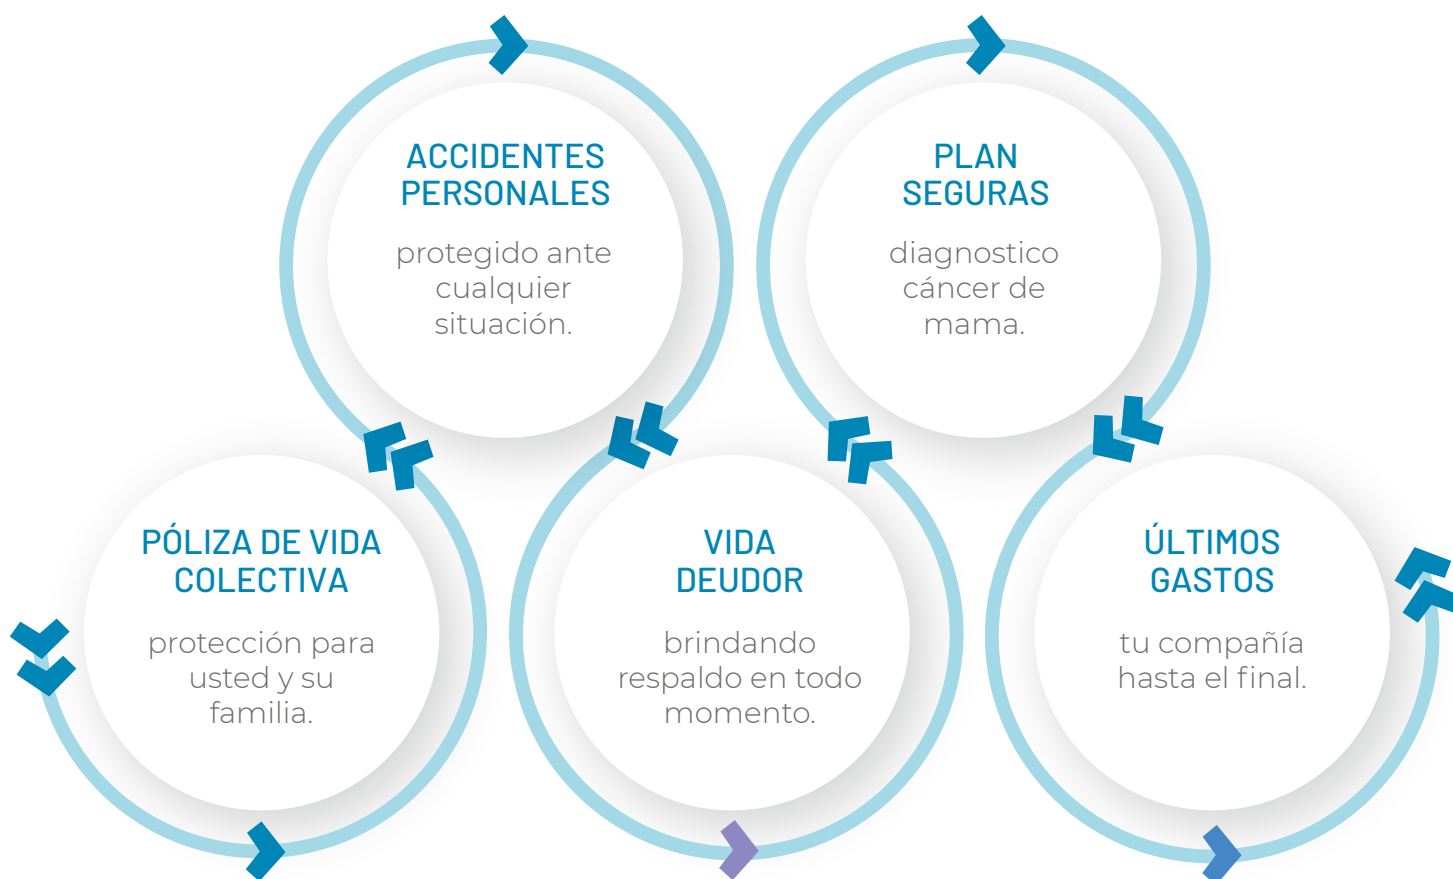 ACCIDENTES
PERSONALES
protegido ante
cualquier
situación.
PLAN
SEGURAS
diagnostico
cáncer de
mama.
PÓLIZA DE VIDA
COLECTIVA
protección para
usted y su
familia.
VIDA
DEUDOR
brindando
respaldo en todo
momento.
ÚLTIMOS
GASTOS
tu compañía
hasta el final.